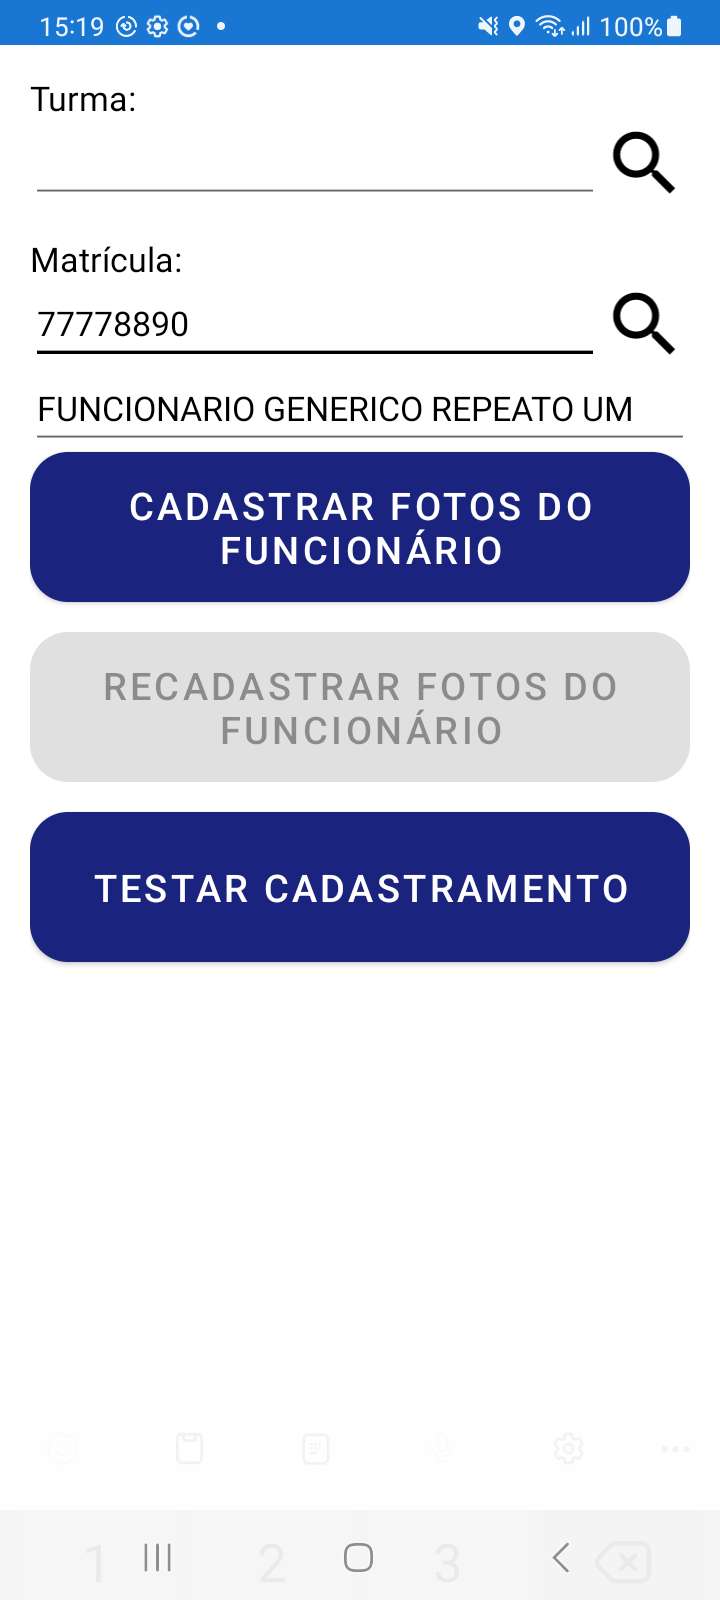 15:19 100%
Turma:
Matrícula:
77778890
FUNCIONARIO GENERICO REPEATO UM
CADASTRAR FOTOS DO
FUNCIONÁRIO
RECADASTRAR FOTOS DO
FUNCIONÁRIO
TESTAR CADASTRAMENTO
1 2 3